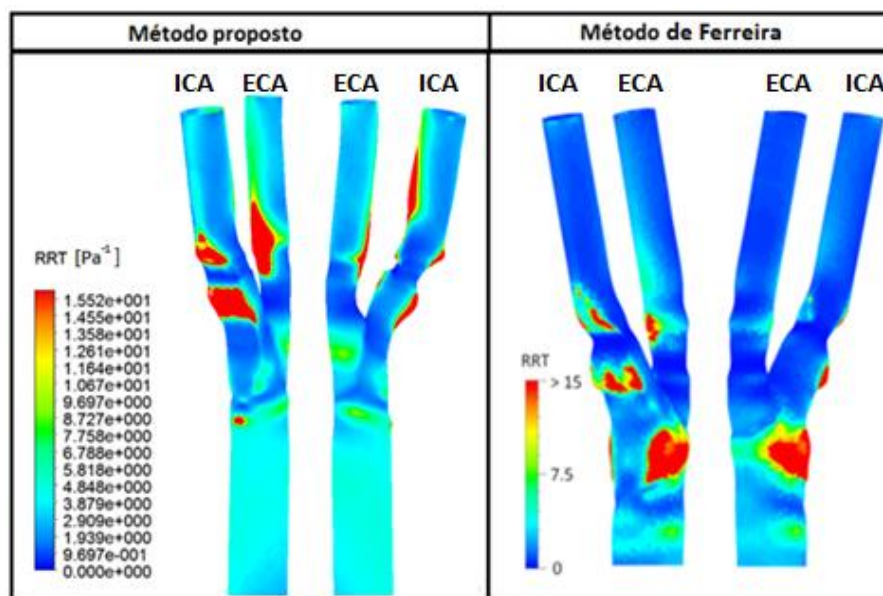 Método proposto
Método de Ferreira
ICA ECA ECA ICA
ICA ECA ECA ICA
RRT [Pa⁻¹]
1.552e+001
1.455e+001
1.358e+001
1.261e+001
1.164e+001
1.067e+001
9.697e+000
8.727e+000
7.758e+000
6.788e+000
5.818e+000
4.848e+000
3.879e+000
2.909e+000
1.939e+000
9.697e-001
0.000e+000
RRT
> 15
7.5
0